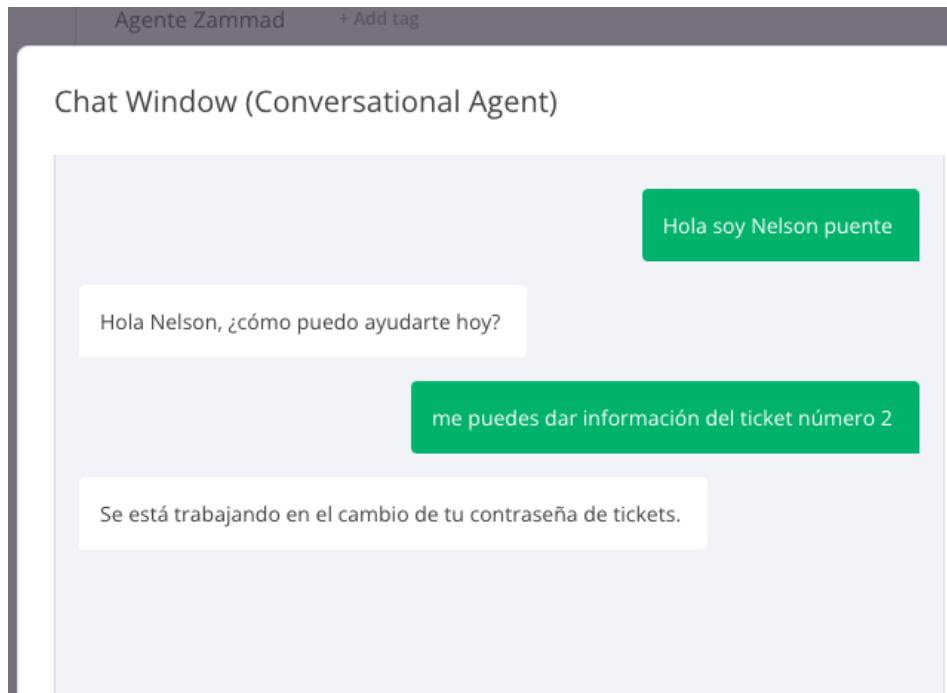 Agente Zammad + Add tag
Chat Window (Conversational Agent)
Hola soy Nelson puente
Hola Nelson, ¿cómo puedo ayudarte hoy?
me puedes dar información del ticket número 2
Se está trabajando en el cambio de tu contraseña de tickets.